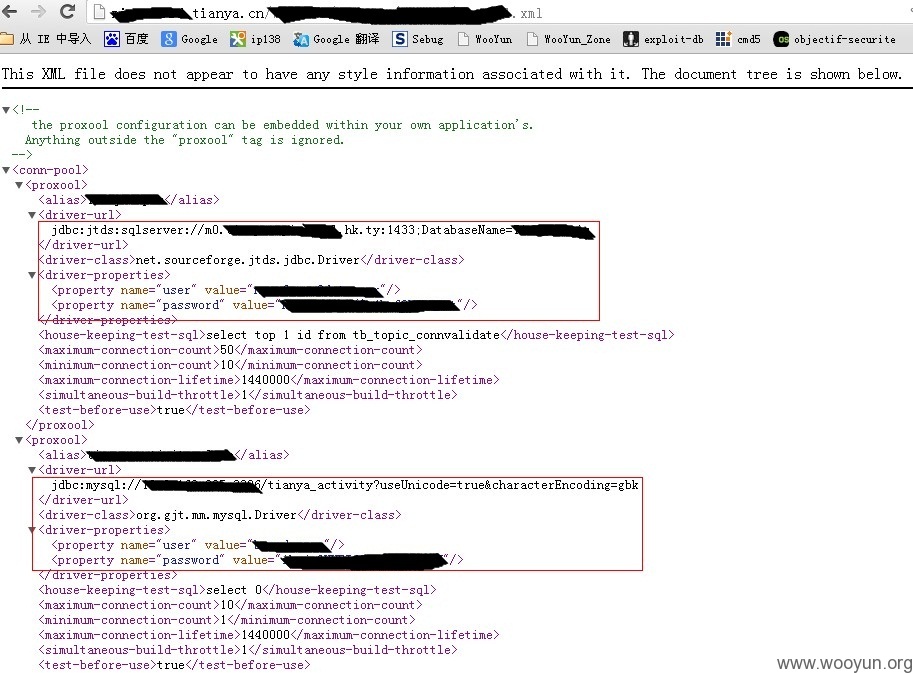 .tianya.cn/ .xml
从 IE 中导入 百度 Google ip138 Google 翻译 Sebug WooYun WooYun_Zone exploit-db cmd5 objectif-securite
This XML file does not appear to have any style information associated with it. The document tree is shown below.
▼<!--
the proxool configuration can be embedded within your own application's.
Anything outside the "proxool" tag is ignored.
-->
▼<conn-pool>
▼<proxool>
<alias> </alias>
▼<driver-url>
jdbc:jtds:sqlserver://m0. .hk.ty:1433;DatabaseName=
</driver-url>
<driver-class>net.sourceforge.jtds.jdbc.Driver</driver-class>
▼<driver-properties>
<property name="user" value=" "/>
<property name="password" value=" "/>
</driver-properties>
<house-keeping-test-sql>select top 1 id from tb_topic_connvalidate</house-keeping-test-sql>
<maximum-connection-count>50</maximum-connection-count>
<minimum-connection-count>10</minimum-connection-count>
<maximum-connection-lifetime>1440000</maximum-connection-lifetime>
<simultaneous-build-throttle>1</simultaneous-build-throttle>
<test-before-use>true</test-before-use>
</proxool>
▼<proxool>
<alias> </alias>
▼<driver-url>
jdbc:mysql:// /tianya_activity?useUnicode=true&characterEncoding=gbk
</driver-url>
<driver-class>org.gjt.mm.mysql.Driver</driver-class>
▼<driver-properties>
<property name="user" value=" "/>
<property name="password" value=" "/>
</driver-properties>
<house-keeping-test-sql>select 0</house-keeping-test-sql>
<maximum-connection-count>10</maximum-connection-count>
<minimum-connection-count>1</minimum-connection-count>
<maximum-connection-lifetime>1440000</maximum-connection-lifetime>
<simultaneous-build-throttle>1</simultaneous-build-throttle>
<test-before-use>true</test-before-use>
www.wooyun.org